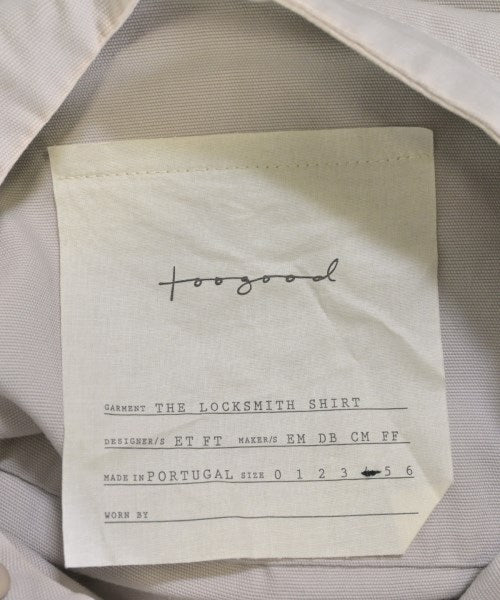 toogood
GARMENT THE LOCKSMITH SHIRT
DESIGNER/S ET FT MAKER/S EM DB CM FF
MADE IN PORTUGAL SIZE 0 1 2 3 4 5 6
WORN BY